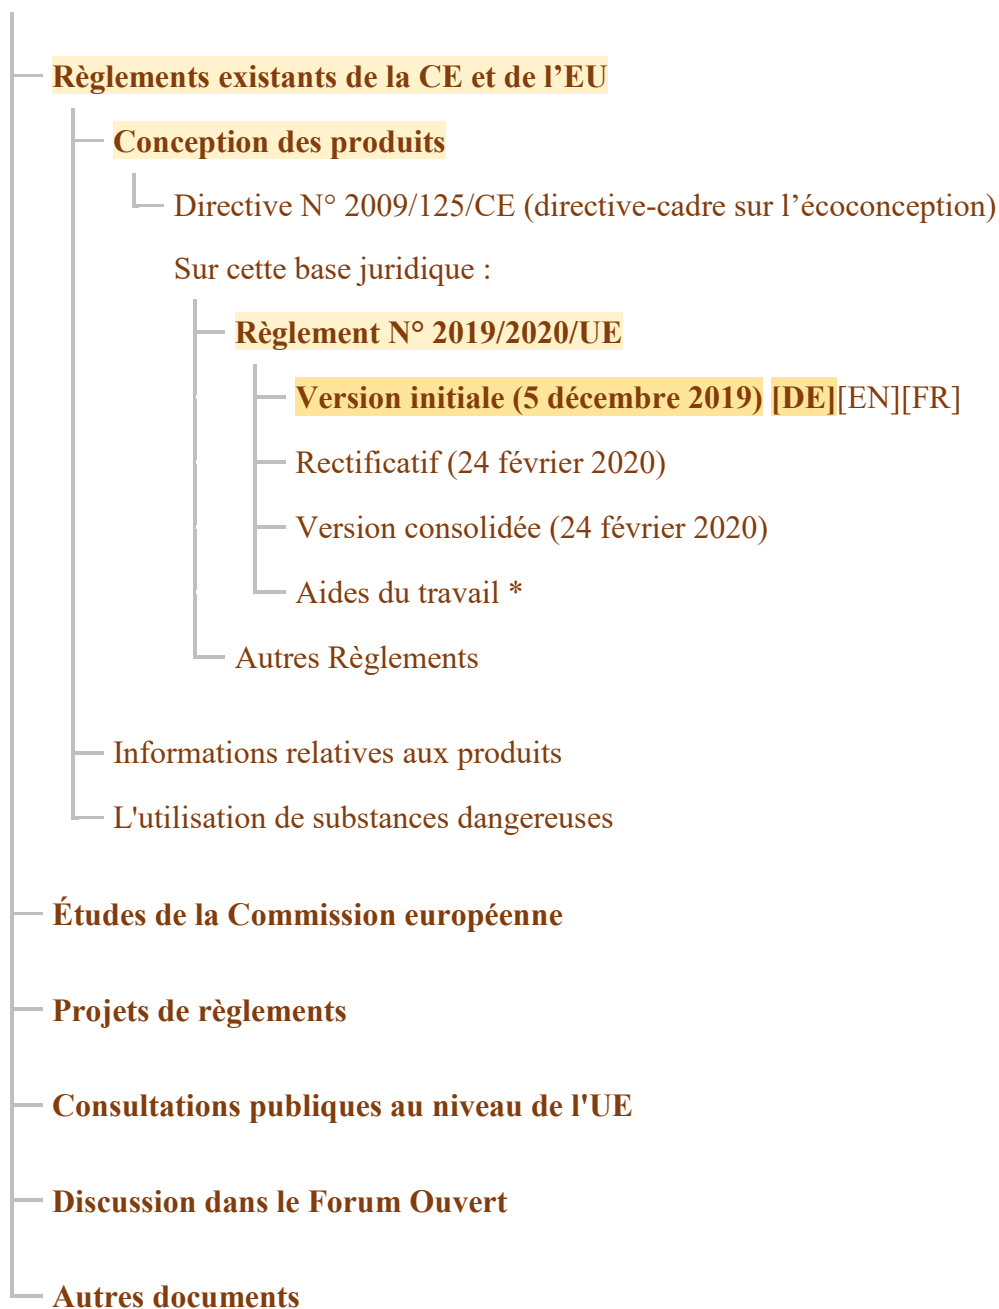 Règlements existants de la CE et de l’EU
Conception des produits
Directive N° 2009/125/CE (directive-cadre sur l’écoconception)
Sur cette base juridique :
Règlement N° 2019/2020/UE
Version initiale (5 décembre 2019) [DE][EN][FR]
Rectificatif (24 février 2020)
Version consolidée (24 février 2020)
Aides du travail *
Autres Règlements
Informations relatives aux produits
L'utilisation de substances dangereuses
Études de la Commission européenne
Projets de règlements
Consultations publiques au niveau de l'UE
Discussion dans le Forum Ouvert
Autres documents